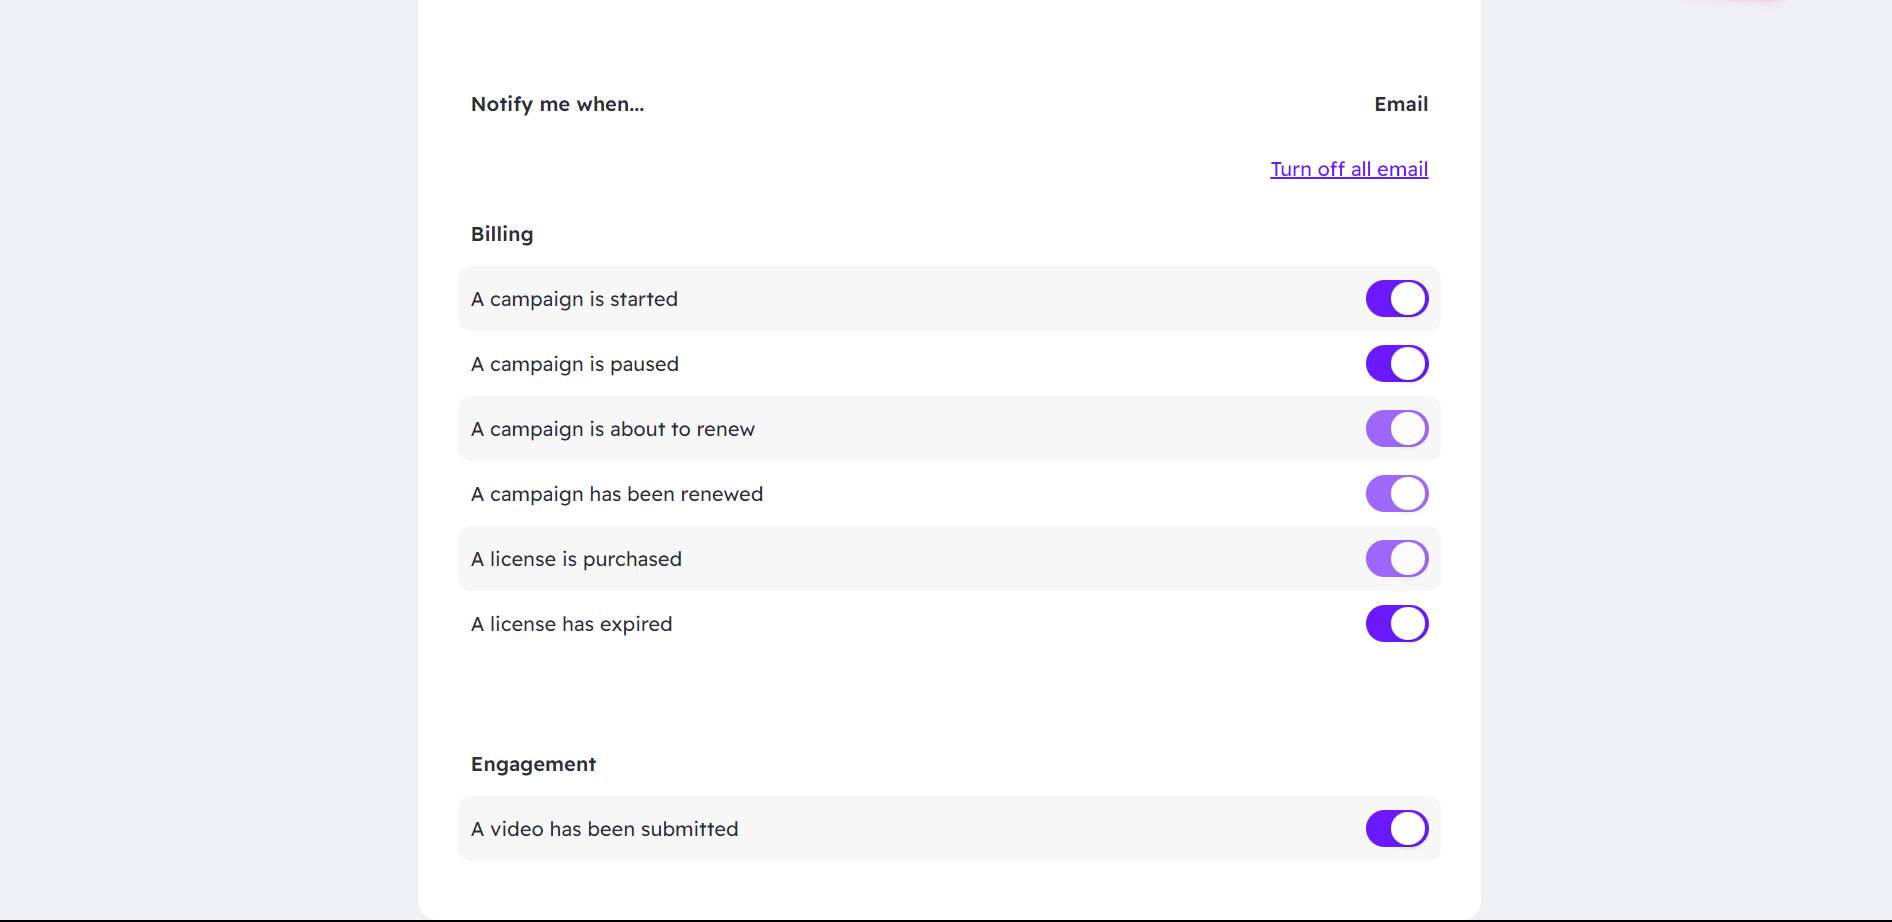 Notify me when...
Email
Turn off all email
Billing
A campaign is started
A campaign is paused
A campaign is about to renew
A campaign has been renewed
A license is purchased
A license has expired
Engagement
A video has been submitted